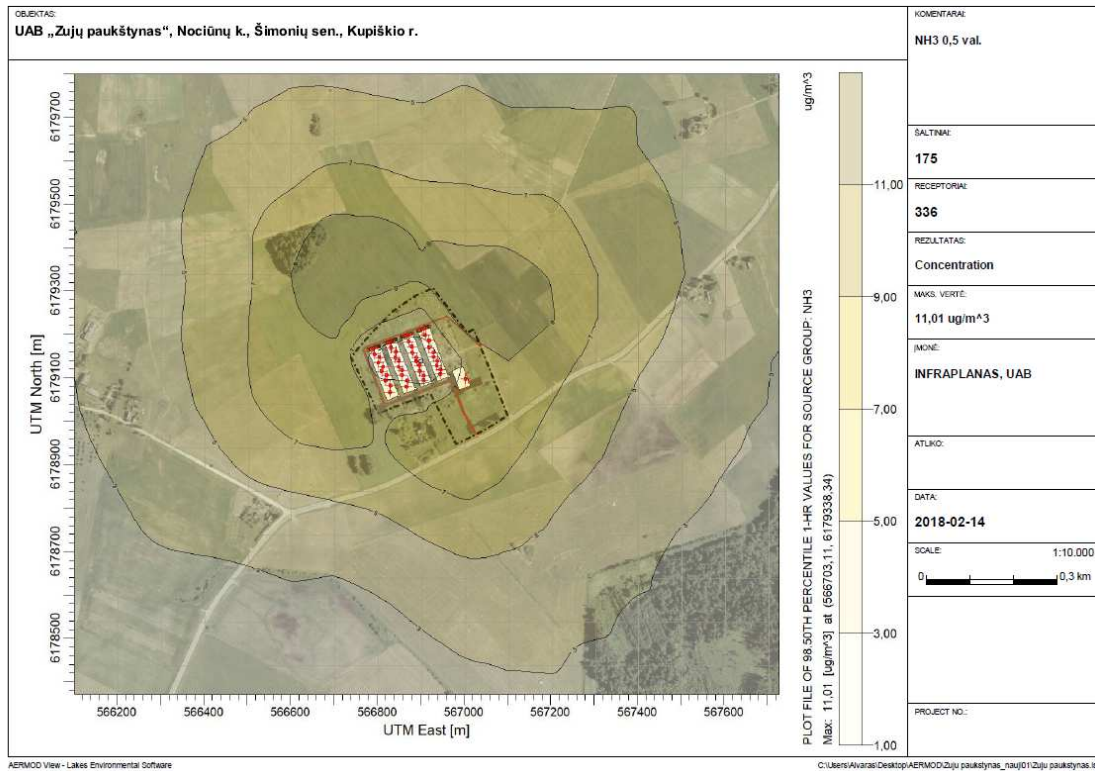 OBJEKTAS:
UAB „Zujų paukštynas“, Nociūnų k., Šimonių sen., Kupiškio r.
KOMENTARAI:
NH3 0,5 val.
ŠALTINIAI:
175
RECEPTORIAI:
336
REZULTATAS:
Concentration
MAKS. VERTĖ:
11,01 ug/m^3
ĮMONĖ:
INFRAPLANAS, UAB
ATLIKO:
DATA:
2018-02-14
SCALE:
1:10.000
0
0,3 km
PROJECT NO.:
UTM North [m]
6179700
6179500
6179300
6179100
6178900
6178700
6178500
566200 566400 566600 566800 567000 567200 567400 567600
UTM East [m]
PLOT FILE OF 98.50TH PERCENTILE 1-HR VALUES FOR SOURCE GROUP: NH3
Max: 11,01 [ug/m^3] at (566703,11, 6179338,34)
ug/m^3
11,00
9,00
7,00
5,00
3,00
1,00
AERMOD View - Lakes Environmental Software